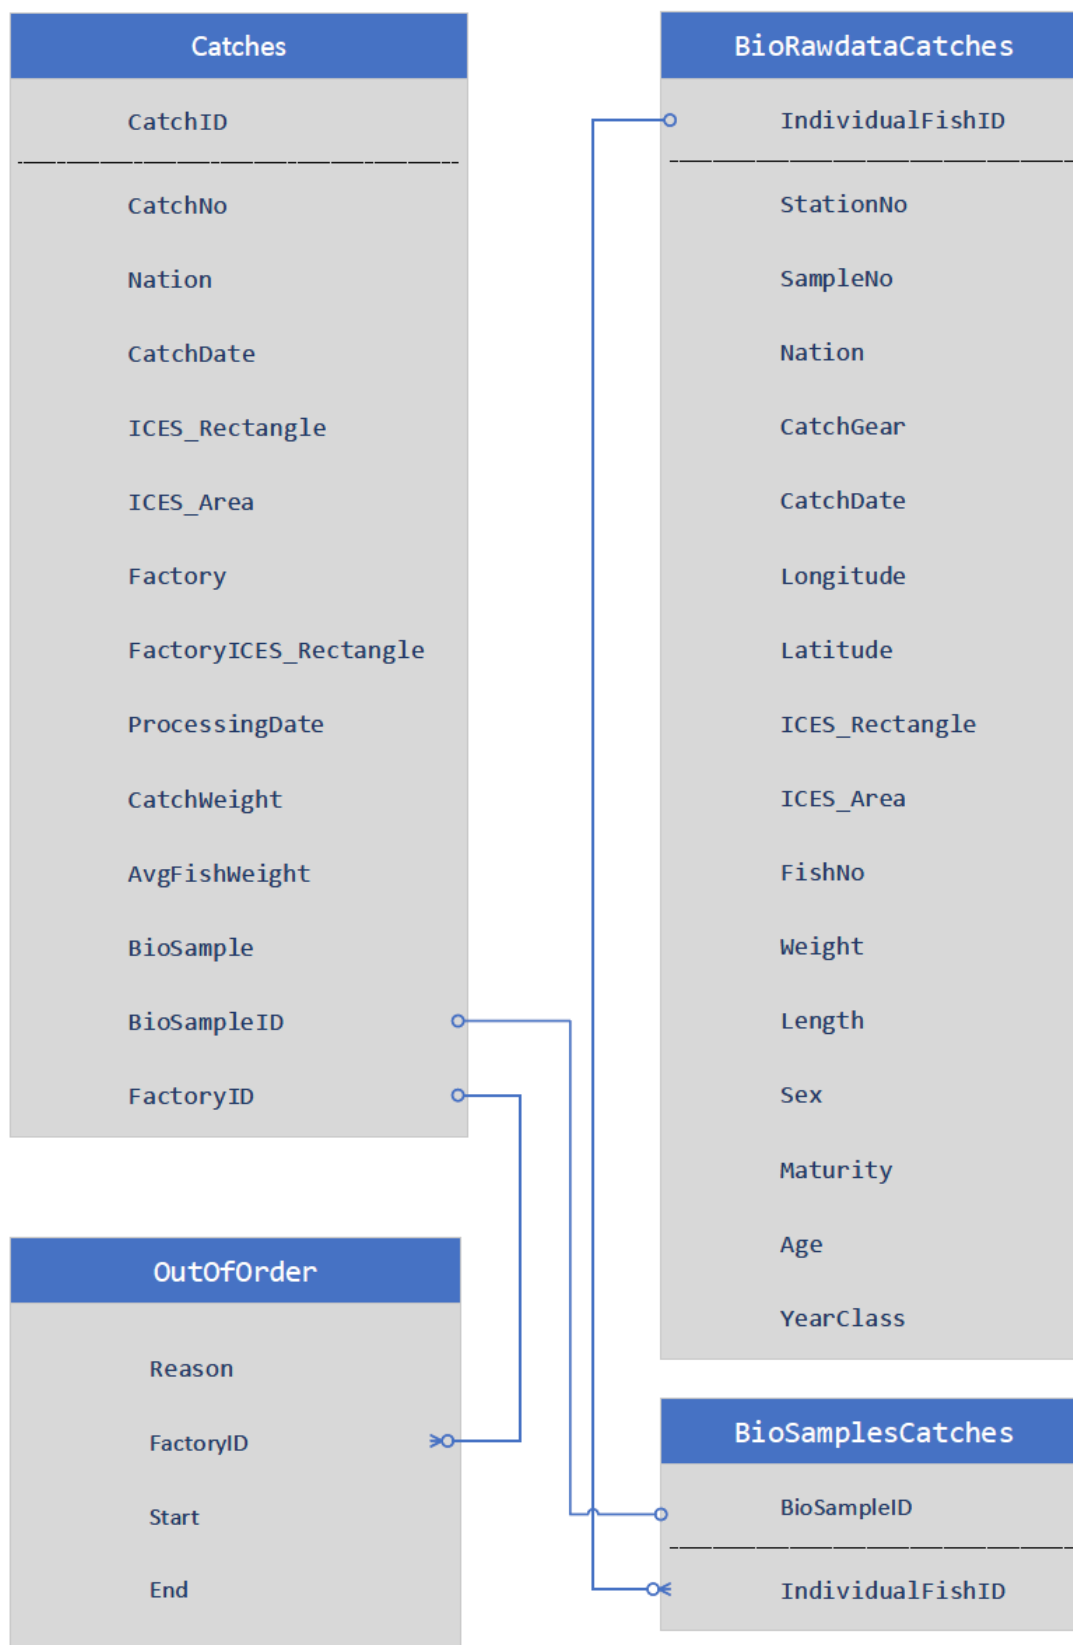 Catches
CatchID
CatchNo
Nation
CatchDate
ICES_Rectangle
ICES_Area
Factory
FactoryICES_Rectangle
ProcessingDate
CatchWeight
AvgFishWeight
BioSample
BioSampleID
FactoryID
OutOfOrder
Reason
FactoryID
Start
End
BioRawdataCatches
IndividualFishID
StationNo
SampleNo
Nation
CatchGear
CatchDate
Longitude
Latitude
ICES_Rectangle
ICES_Area
FishNo
Weight
Length
Sex
Maturity
Age
YearClass
BioSamplesCatches
BioSampleID
IndividualFishID